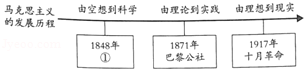 马克思主义
的发展历程
由空想到科学
由理论到实践
由理想到现实
1848年
①
1871年
巴黎公社
1917年
十月革命